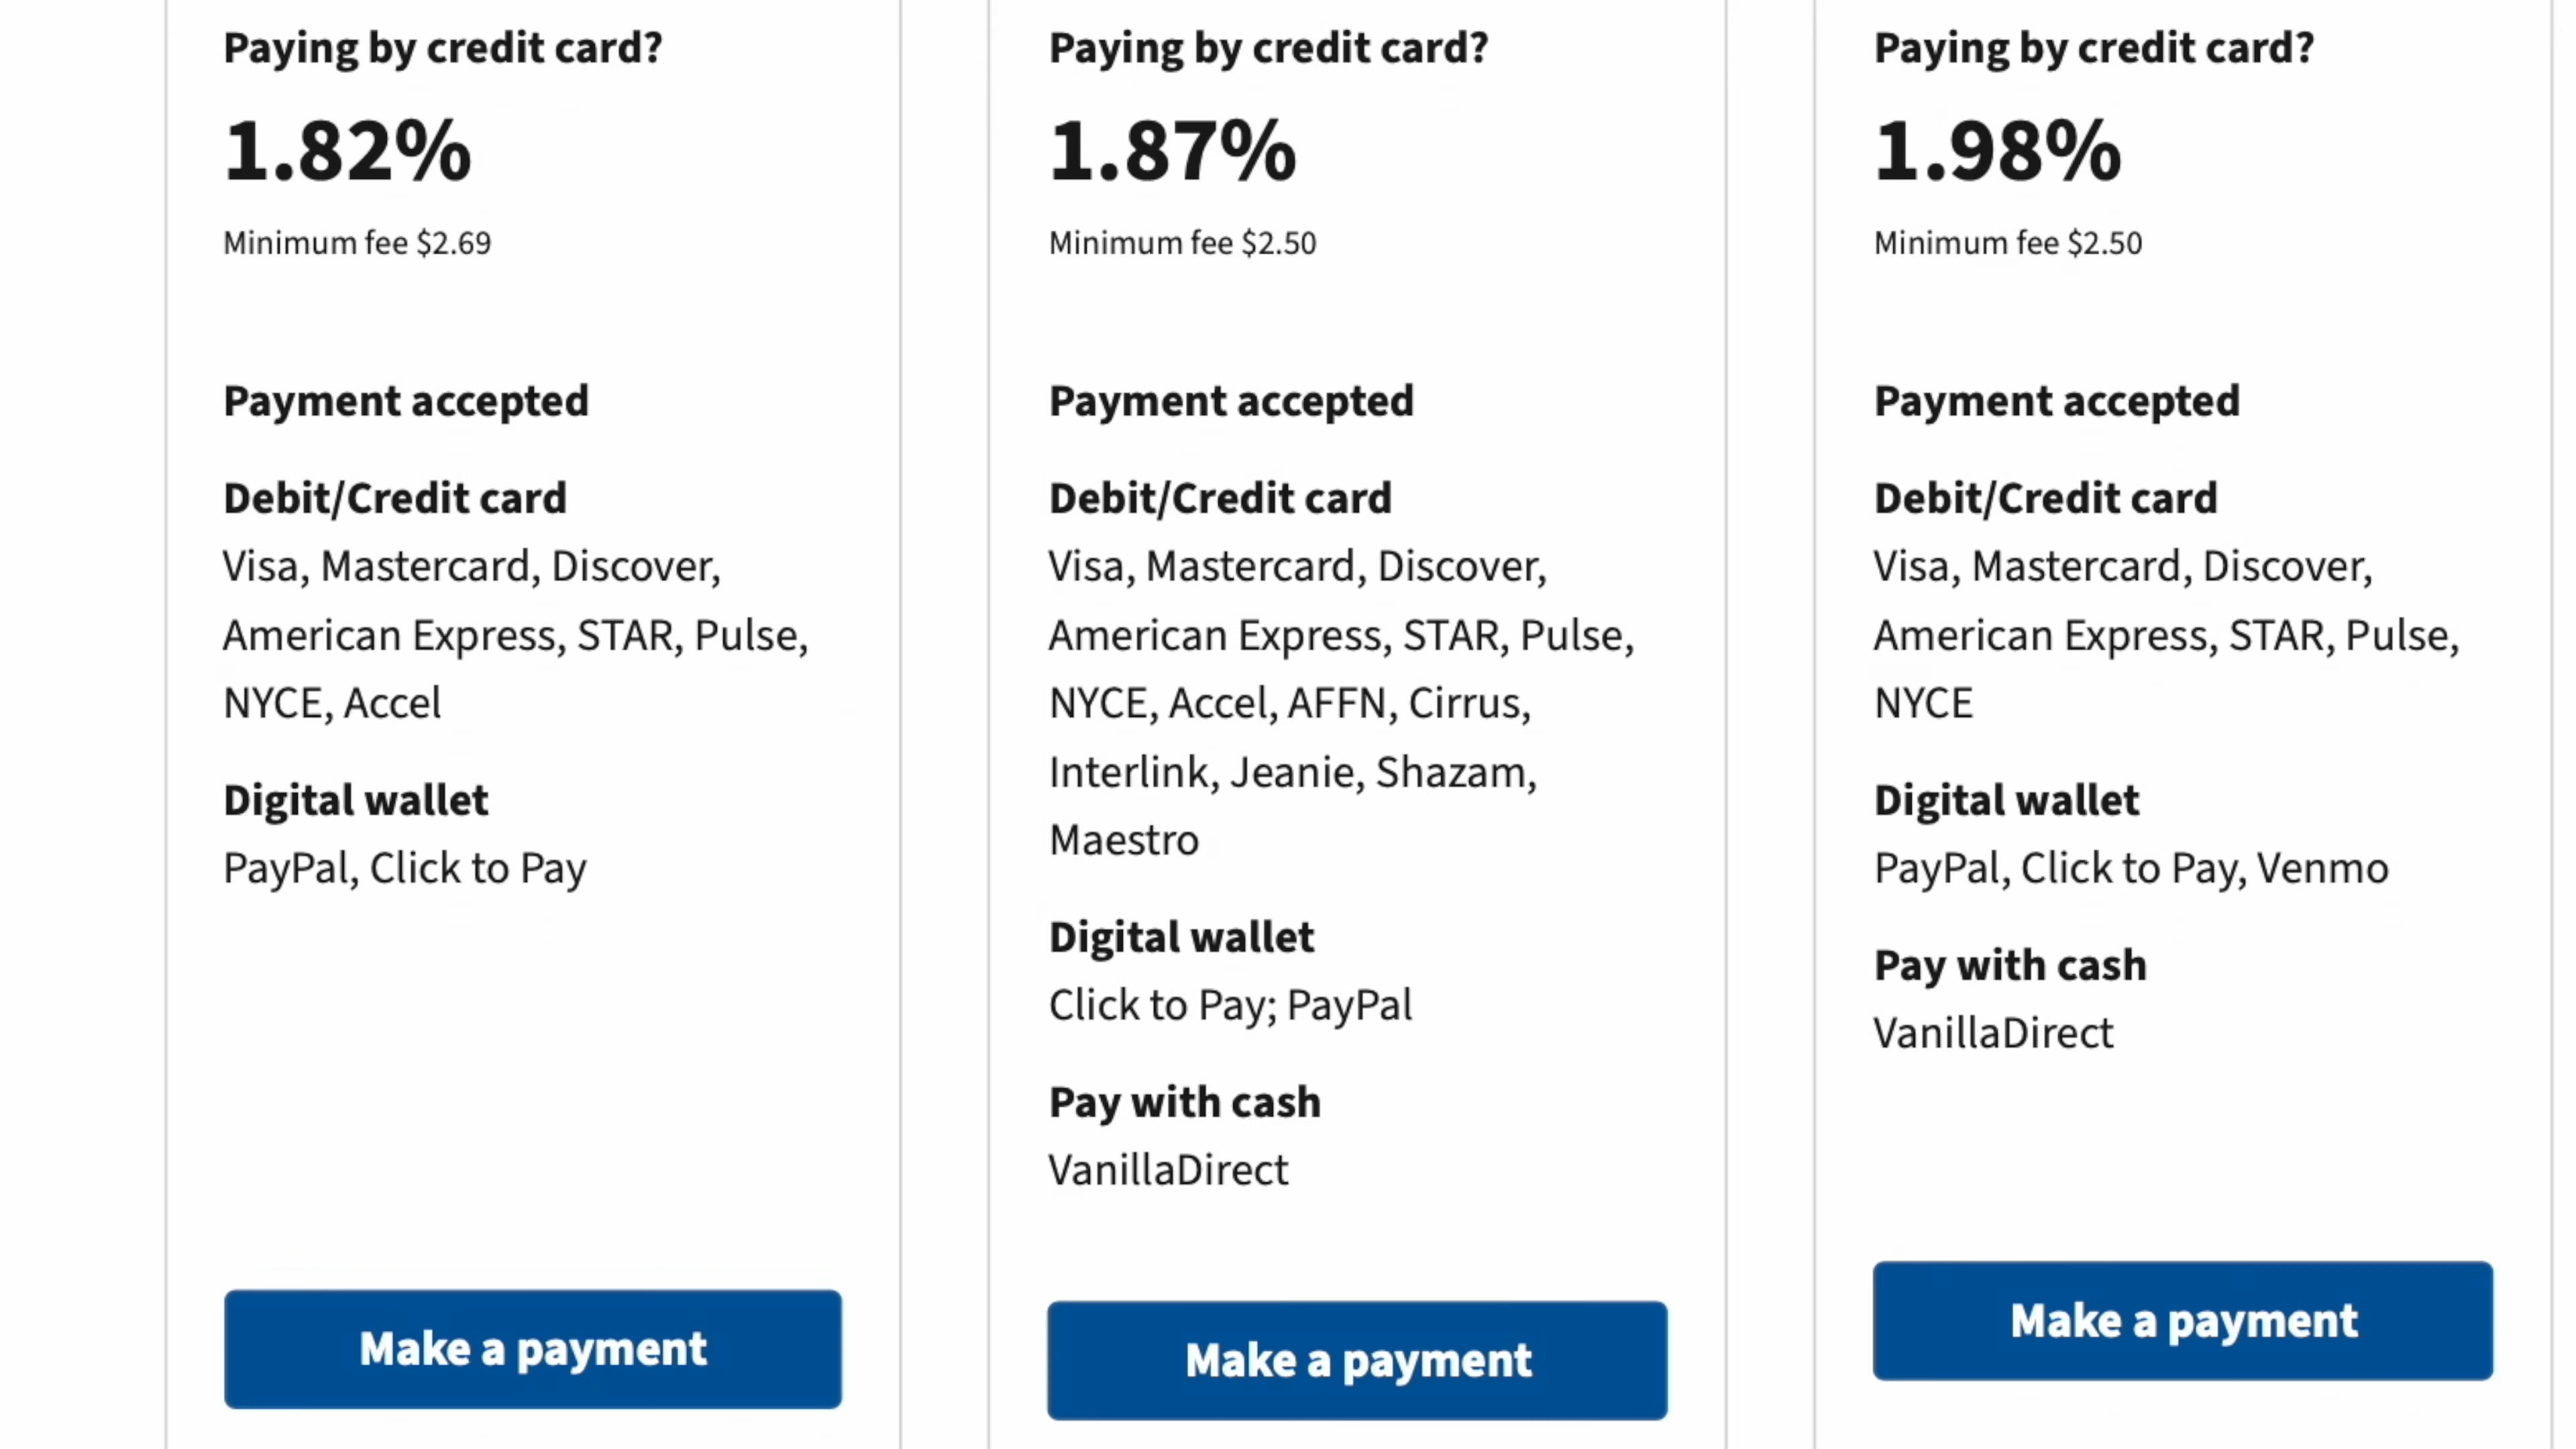 Paying by credit card?
1.82%
Minimum fee $2.69
Payment accepted
Debit/Credit card
Visa, Mastercard, Discover,
American Express, STAR, Pulse,
NYCE, Accel
Digital wallet
PayPal, Click to Pay
Make a payment
Paying by credit card?
1.87%
Minimum fee $2.50
Payment accepted
Debit/Credit card
Visa, Mastercard, Discover,
American Express, STAR, Pulse,
NYCE, Accel, AFFN, Cirrus,
Interlink, Jeanie, Shazam,
Maestro
Digital wallet
Click to Pay; PayPal
Pay with cash
VanillaDirect
Make a payment
Paying by credit card?
1.98%
Minimum fee $2.50
Payment accepted
Debit/Credit card
Visa, Mastercard, Discover,
American Express, STAR, Pulse,
NYCE
Digital wallet
PayPal, Click to Pay, Venmo
Pay with cash
VanillaDirect
Make a payment